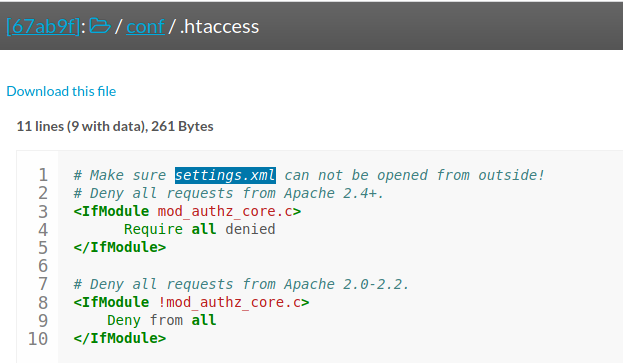 [67ab9f]: / conf / .htaccess
Download this file
11 lines (9 with data), 261 Bytes
1 # Make sure settings.xml can not be opened from outside!
2 # Deny all requests from Apache 2.4+.
3 <IfModule mod_authz_core.c>
4 Require all denied
5 </IfModule>
6
7 # Deny all requests from Apache 2.0-2.2.
8 <IfModule !mod_authz_core.c>
9 Deny from all
10 </IfModule>